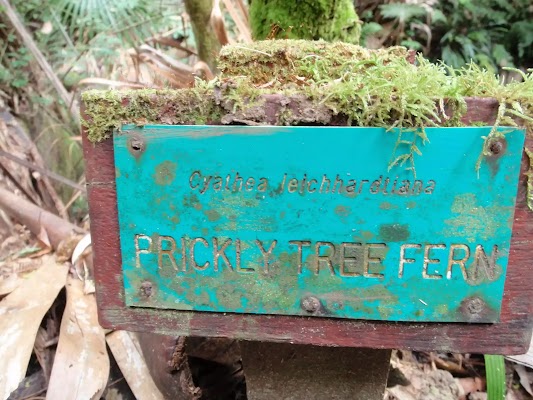 Cyathea leichhardtiana
PRICKLY TREE FERN